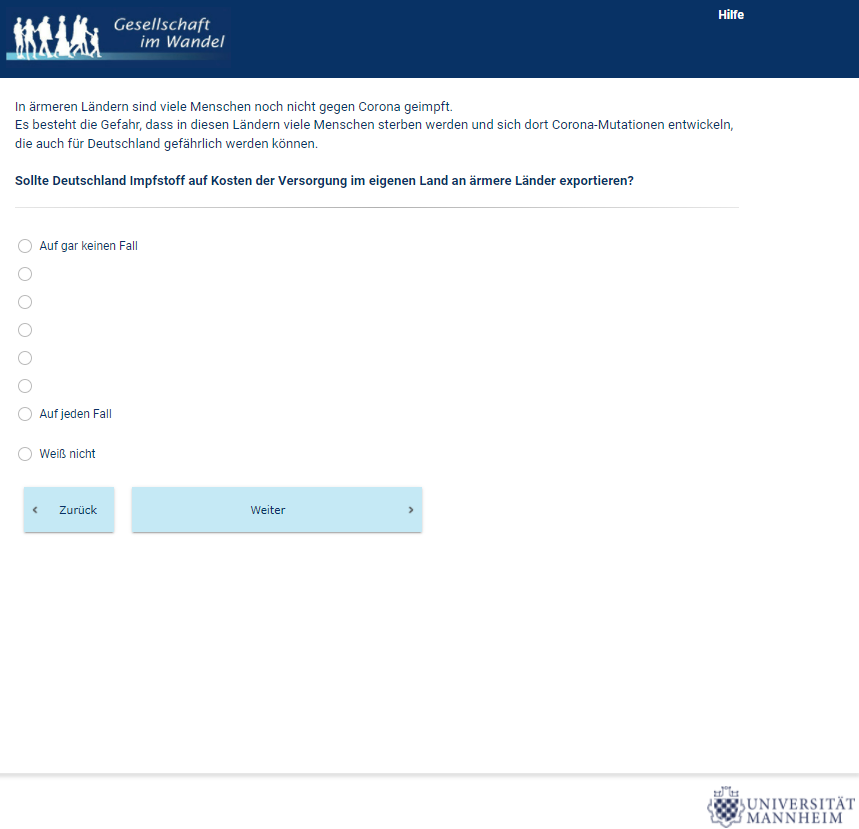 Gesellschaft
im Wandel
Hilfe
In ärmeren Ländern sind viele Menschen noch nicht gegen Corona geimpft.
Es besteht die Gefahr, dass in diesen Ländern viele Menschen sterben werden und sich dort Corona-Mutationen entwickeln,
die auch für Deutschland gefährlich werden können.
Sollte Deutschland Impfstoff auf Kosten der Versorgung im eigenen Land an ärmere Länder exportieren?
Auf gar keinen Fall
Auf jeden Fall
Weiß nicht
Zurück
Weiter
UNIVERSITÄT
MANNHEIM